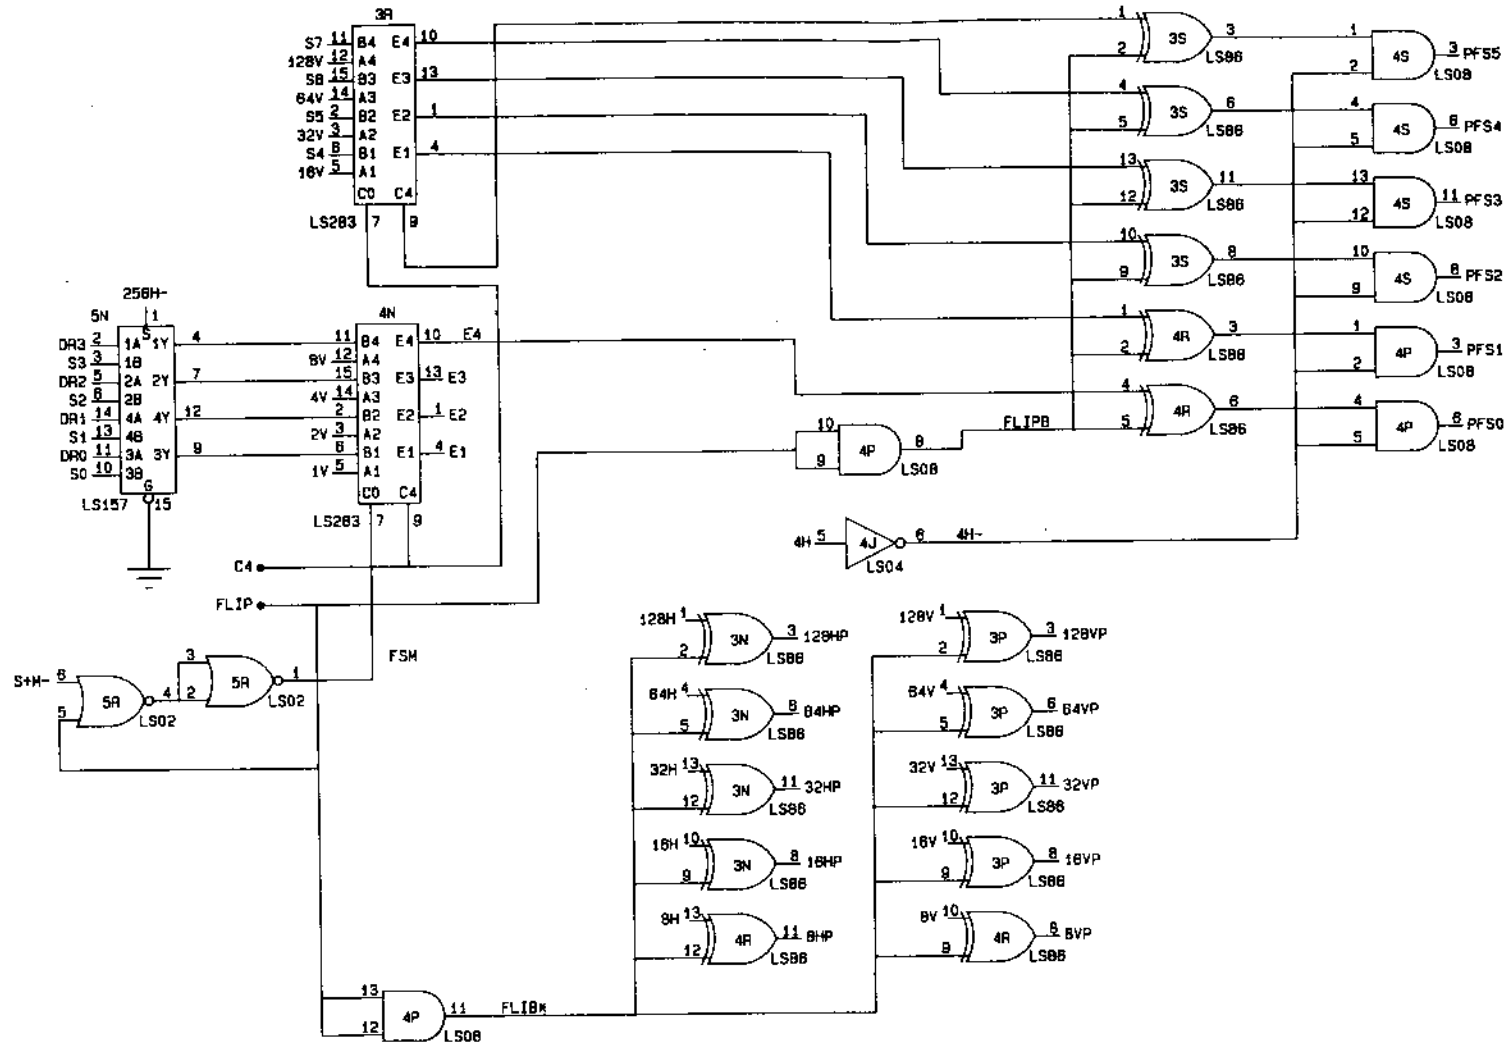 3R
S7 11 B4 E4 10
128V 12 A4
S8 15 B3 E3 13
64V 14 A3
S5 2 B2 E2 1
32V 3 A2
S4 6 B1 E1 4
16V 5 A1
C0 C4
LS283 7 9
1 3S 3
2 LS86
4 3S 6
5 LS86
13 3S 11
12 LS86
10 3S 8
9 LS86
1 4R 3
2 LS86
4 4R 6
5 LS86
1 4S 3 PFS5
2 LS08
4 4S 6 PFS4
5 LS08
13 4S 11 PFS3
12 LS08
10 4S 8 PFS2
9 LS08
1 4P 3 PFS1
2 LS08
4 4P 6 PFS0
5 LS08
256H-
5N 1
S
DR3 2 1A 1Y 4
S3 3 1B
DR2 5 2A 2Y 7
S2 6 2B
DR1 14 4A 4Y 12
S1 13 4B
DR0 11 3A 3Y 9
S0 10 3B
G
LS157 15
4N
11 B4 E4 10 E4
8V 12 A4
15 B3 E3 13 E3
4V 14 A3
2 B2 E2 1 E2
2V 3 A2
6 B1 E1 4 E1
1V 5 A1
C0 C4
LS283 7 9
10 4P 8 FLIPB
9 LS08
4H 5 4J 6 4H-
LS04
C4
FLIP
FSM
S+M- 6 5R 4
5 LS02
3 5R 1
2 LS02
128H 1 3N 3 128HP
2 LS86
64H 4 3N 6 64HP
5 LS86
32H 13 3N 11 32HP
12 LS86
16H 10 3N 8 16HP
9 LS86
8H 13 4R 11 8HP
12 LS86
128V 1 3P 3 128VP
2 LS86
64V 4 3P 6 64VP
5 LS86
32V 13 3P 11 32VP
12 LS86
16V 10 3P 8 16VP
9 LS86
8V 10 4R 8 8VP
9 LS86
13 4P 11 FLIBM
12 LS08